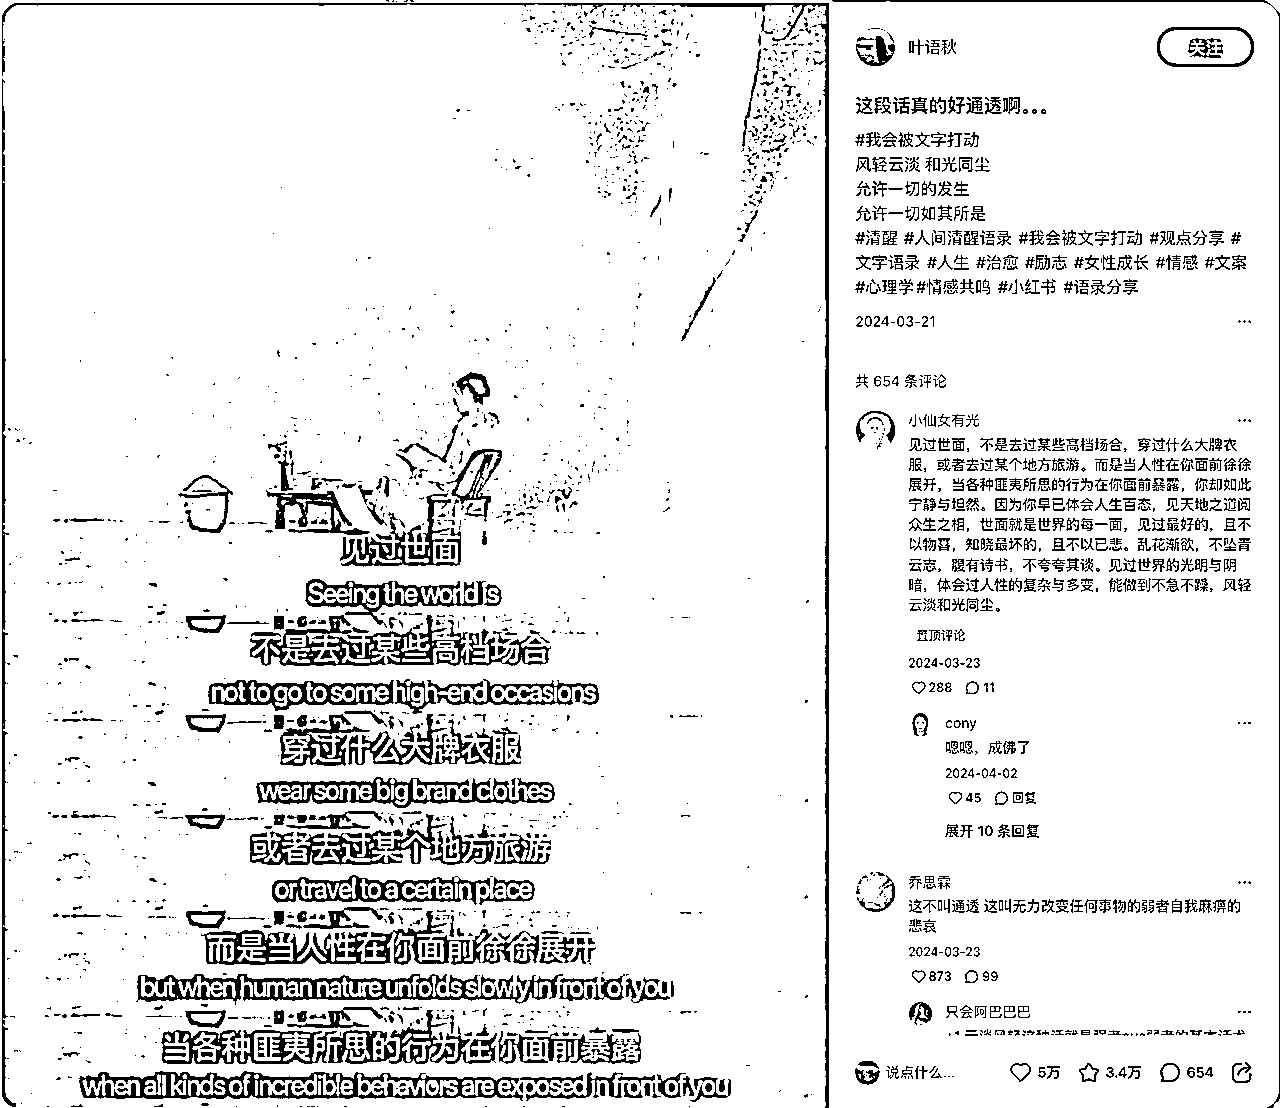 见过世面
Seeing the world is
不是去过某些高档场合
not to go to some high-end occasions
穿过什么大牌衣服
wear some big brand clothes
或者去过某个地方旅游
or travel to a certain place
而是当人性在你面前徐徐展开
but when human nature unfolds slowly in front of you
当各种匪夷所思的行为在你面前暴露
when all kinds of incredible behaviors are exposed in front of you
叶语秋
关注
这段话真的好通透啊。。。
#我会被文字打动
风轻云淡 和光同尘
允许一切的发生
允许一切如其所是
#清醒 #人间清醒语录 #我会被文字打动 #观点分享 #
文字语录 #人生 #治愈 #励志 #女性成长 #情感 #文案
#心理学#情感共鸣 #小红书 #语录分享
2024-03-21
共 654 条评论
小仙女有光
见过世面，不是去过某些高档场合，穿过什么大牌衣
服，或者去过某个地方旅游。而是当人性在你面前徐徐
展开，当各种匪夷所思的行为在你面前暴露，你却如此
宁静与坦然。因为你早已体会人生百态，见天地之道阅
众生之相，世面就是世界的每一面，见过最好的，且不
以物喜，知晓最坏的，且不以己悲。乱花渐欲，不坠青
云志，腹有诗书，不夸夸其谈。见过世界的光明与阴
暗，体会过人性的复杂与多变，能做到不急不躁，风轻
云淡和光同尘。
置顶评论
2024-03-23
288 11
cony
嗯嗯，成佛了
2024-04-02
45 回复
展开 10 条回复
乔思霖
这不叫通透 这叫无力改变任何事物的弱者自我麻痹的
悲哀
2024-03-23
873 99
只会阿巴巴巴
说点什么...
5万 3.4万 654